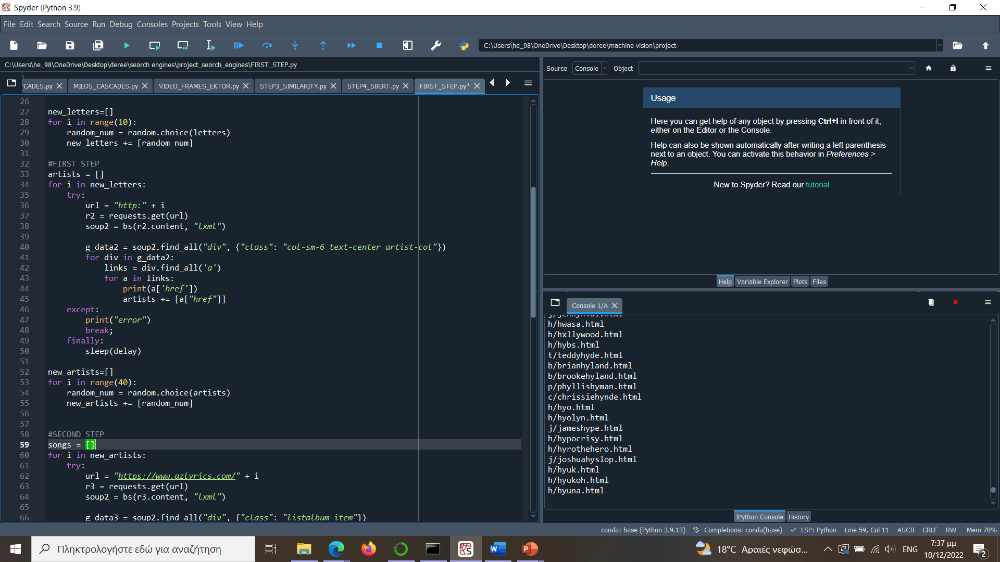 Spyder (Python 3.9)
File Edit Search Source Run Debug Consoles Projects Tools View Help
C:\Users\he_98\OneDrive\Desktop\deree\machine vision\project
C:\Users\he_98\OneDrive\Desktop\deree\search engines\project_search_engines\FIRST_STEP.py
CADES.py MILOS_CASCADES.py VIDEO_FRAMES_EKTOR.py STEP3_SIMILARITY.py STEP4_SBERT.py FIRST_STEP.py*
26
27 new_letters=[]
28 for i in range(10):
29 random_num = random.choice(letters)
30 new_letters += [random_num]
31
32 #FIRST STEP
33 artists = []
34 for i in new_letters:
35 try:
36 url = "http:" + i
37 r2 = requests.get(url)
38 soup2 = bs(r2.content, "lxml")
39
40 g_data2 = soup2.find_all("div", {"class": "col-sm-6 text-center artist-col"})
41 for div in g_data2:
42 links = div.find_all('a')
43 for a in links:
44 print(a['href'])
45 artists += [a["href"]]
46 except:
47 print("error")
48 break;
49 finally:
50 sleep(delay)
51
52 new_artists=[]
53 for i in range(40):
54 random_num = random.choice(artists)
55 new_artists += [random_num]
56
57
58 #SECOND STEP
59 songs = []
60 for i in new_artists:
61 try:
62 url = "https://www.azlyrics.com/" + i
63 r3 = requests.get(url)
64 soup2 = bs(r3.content, "lxml")
65
66 g_data3 = soup2.find_all("div", {"class": "listalbum-item"})
Source Console Object
Usage
Here you can get help of any object by pressing Ctrl+I in front of it,
either on the Editor or the Console.
Help can also be shown automatically after writing a left parenthesis
next to an object. You can activate this behavior in Preferences >
Help.
New to Spyder? Read our tutorial
Help Variable Explorer Plots Files
Console 1/A
h/hwasa.html
h/hxllywood.html
h/hybs.html
t/teddyhyde.html
b/brianhyland.html
b/brookehyland.html
p/phyllishyman.html
c/chrissiehynde.html
h/hyo.html
h/hyolyn.html
j/jameshype.html
h/hypocrisy.html
h/hyrothehero.html
j/joshuahyslop.html
h/hyuk.html
h/hyukoh.html
h/hyuna.html
IPython Console History
conda: base (Python 3.9.13) Completions: conda(base) LSP: Python Line 59, Col 11 ASCII CRLF RW Mem 70%
Πληκτρολογήστε εδώ για αναζήτηση
18°C Αραιές νεφώσ... ENG
7:37 μμ
10/12/2022
2